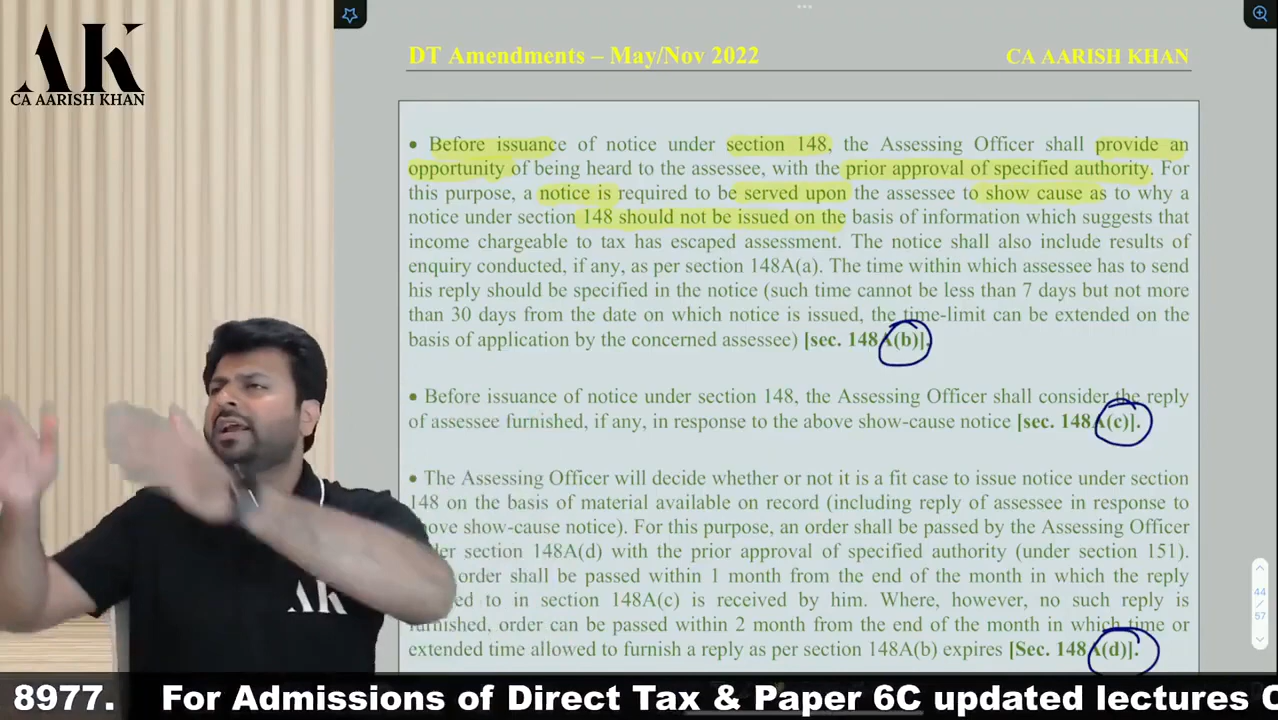 AK
CA AARISH KHAN
DT Amendments – May/Nov 2022
CA AARISH KHAN
• Before issuance of notice under section 148, the Assessing Officer shall provide an
opportunity of being heard to the assessee, with the prior approval of specified authority. For
this purpose, a notice is required to be served upon the assessee to show cause as to why a
notice under section 148 should not be issued on the basis of information which suggests that
income chargeable to tax has escaped assessment. The notice shall also include results of
enquiry conducted, if any, as per section 148A(a). The time within which assessee has to send
his reply should be specified in the notice (such time cannot be less than 7 days but not more
than 30 days from the date on which notice is issued, the time-limit can be extended on the
basis of application by the concerned assessee) [sec. 148A(b)].
• Before issuance of notice under section 148, the Assessing Officer shall consider the reply
of assessee furnished, if any, in response to the above show-cause notice [sec. 148A(c)].
• The Assessing Officer will decide whether or not it is a fit case to issue notice under section
148 on the basis of material available on record (including reply of assessee in response to
above show-cause notice). For this purpose, an order shall be passed by the Assessing Officer
section 148A(d) with the prior approval of specified authority (under section 151).
order shall be passed within 1 month from the end of the month in which the reply
to in section 148A(c) is received by him. Where, however, no such reply is
furnished, order can be passed within 2 month from the end of the month in which time or
extended time allowed to furnish a reply as per section 148A(b) expires [Sec. 148A(d)].
44
57
AK
8977. For Admissions of Direct Tax & Paper 6C updated lectures